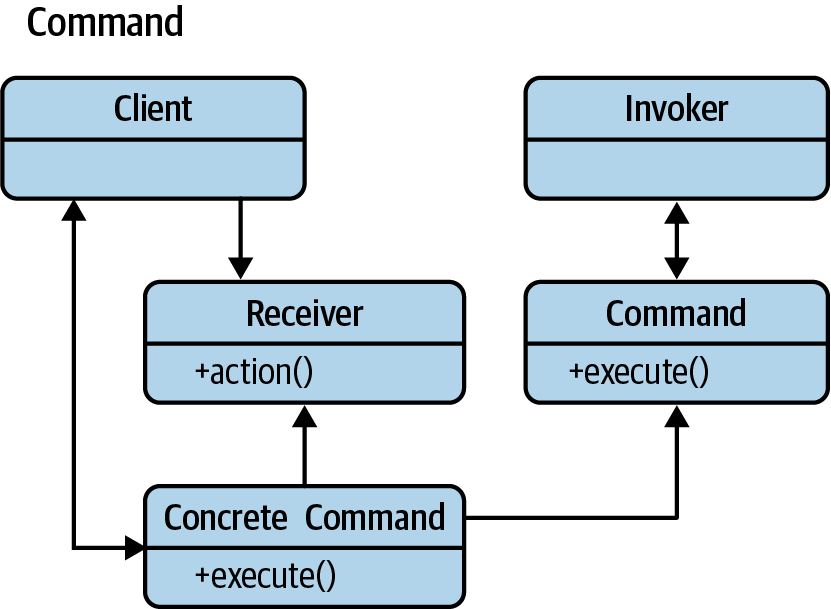 Command
Client
Invoker
Receiver
+action()
Command
+execute()
Concrete Command
+execute()